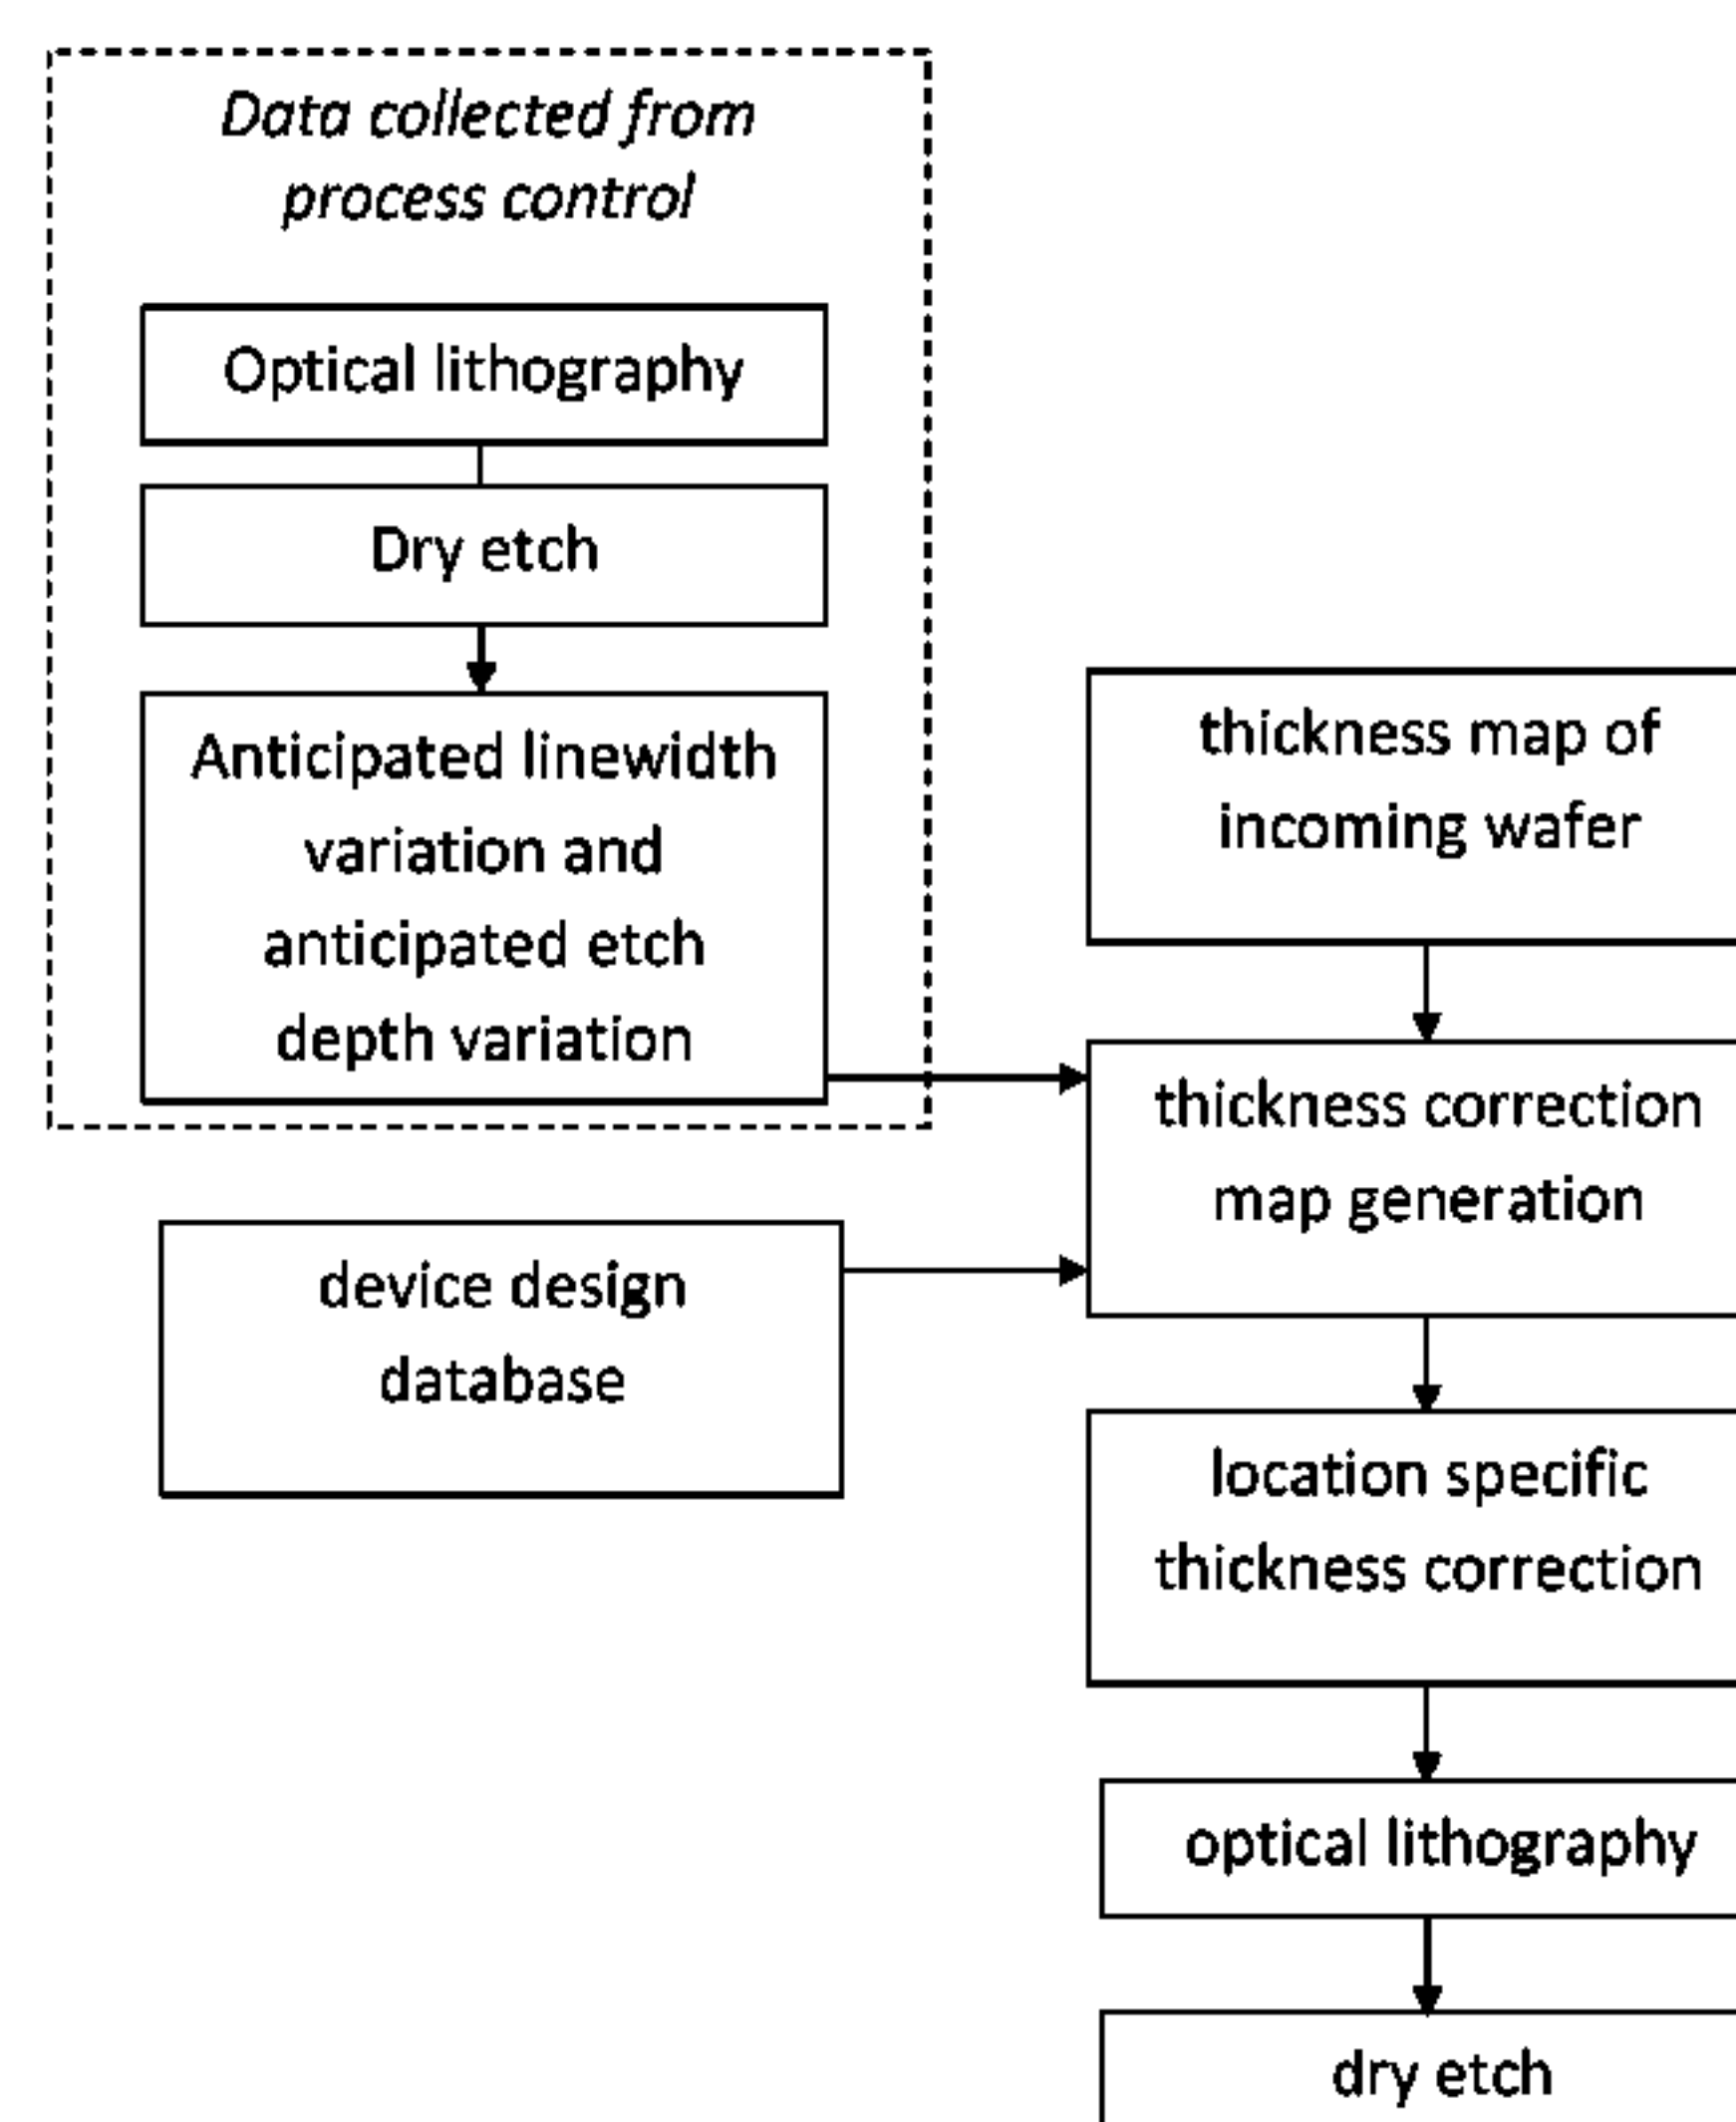 Data collected from
process control
Optical lithography
Dry etch
Anticipated linewidth
variation and
anticipated etch
depth variation
device design
database
thickness map of
incoming wafer
thickness correction
map generation
location specific
thickness correction
optical lithography
dry etch